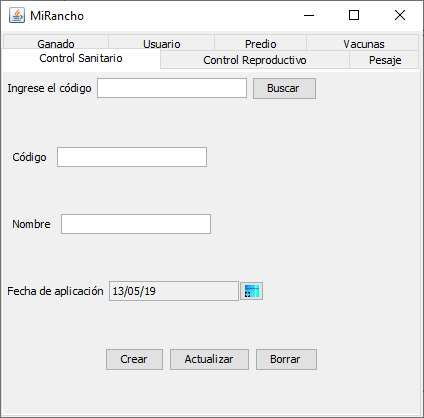 MiRancho
Ganado Usuario Predio Vacunas
Control Sanitario Control Reproductivo Pesaje
Ingrese el código Buscar
Código
Nombre
Fecha de aplicación 13/05/19
Crear Actualizar Borrar